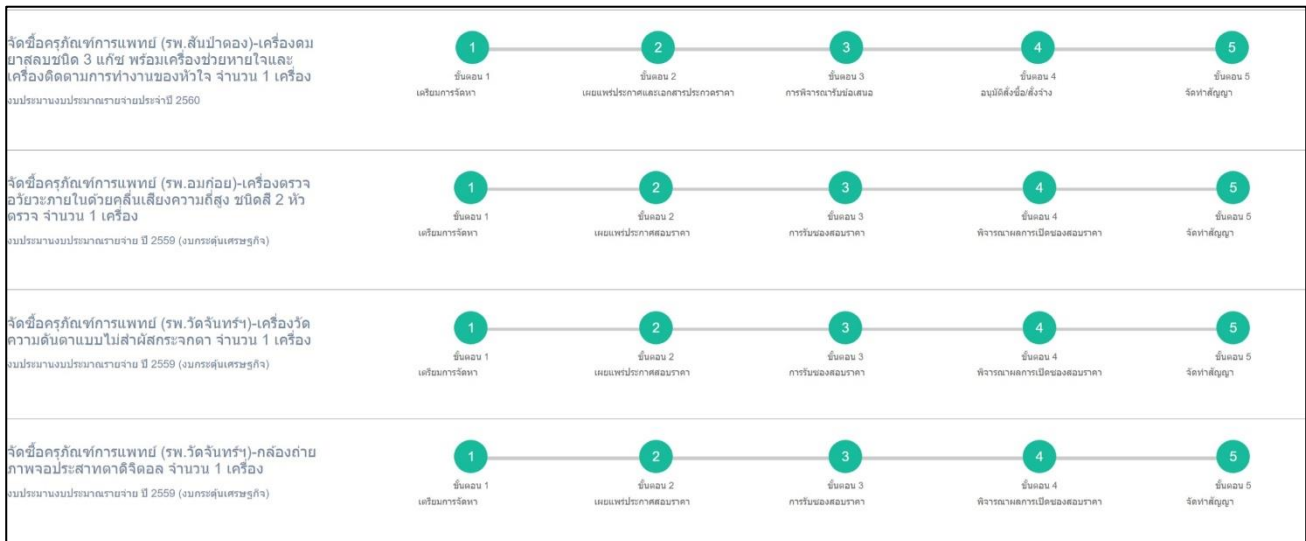 จัดซื้อครุภัณฑ์การแพทย์ (รพ.สันป่าตอง)-เครื่องดม
ยาสลบชนิด 3 แก๊ซ พร้อมเครื่องช่วยหายใจและ
เครื่องติดตามการทำงานของหัวใจ จำนวน 1 เครื่อง
งบประมาณงบประมาณรายจ่ายประจำปี 2560
1 2 3 4 5
ขั้นตอน 1 ขั้นตอน 2 ขั้นตอน 3 ขั้นตอน 4 ขั้นตอน 5
เตรียมการจัดหา เผยแพร่ประกาศและเอกสารประกวดราคา การพิจารณารับข้อเสนอ อนุมัติสั่งซื้อ/สั่งจ้าง จัดทำสัญญา
จัดซื้อครุภัณฑ์การแพทย์ (รพ.อมก๋อย)-เครื่องตรวจ
อวัยวะภายในด้วยคลื่นเสียงความถี่สูง ชนิดสี 2 หัว
ตรวจ จำนวน 1 เครื่อง
งบประมาณงบประมาณรายจ่าย ปี 2559 (งบกระตุ้นเศรษฐกิจ)
1 2 3 4 5
ขั้นตอน 1 ขั้นตอน 2 ขั้นตอน 3 ขั้นตอน 4 ขั้นตอน 5
เตรียมการจัดหา เผยแพร่ประกาศสอบราคา การรับซองสอบราคา พิจารณาผลการเปิดซองสอบราคา จัดทำสัญญา
จัดซื้อครุภัณฑ์การแพทย์ (รพ.วัดจันทร์ฯ)-เครื่องวัด
ความดันตาแบบไม่สำผัสกระจกตา จำนวน 1 เครื่อง
งบประมาณงบประมาณรายจ่าย ปี 2559 (งบกระตุ้นเศรษฐกิจ)
1 2 3 4 5
ขั้นตอน 1 ขั้นตอน 2 ขั้นตอน 3 ขั้นตอน 4 ขั้นตอน 5
เตรียมการจัดหา เผยแพร่ประกาศสอบราคา การรับซองสอบราคา พิจารณาผลการเปิดซองสอบราคา จัดทำสัญญา
จัดซื้อครุภัณฑ์การแพทย์ (รพ.วัดจันทร์ฯ)-กล้องถ่าย
ภาพจอประสาทตาดิจิตอล จำนวน 1 เครื่อง
งบประมาณงบประมาณรายจ่าย ปี 2559 (งบกระตุ้นเศรษฐกิจ)
1 2 3 4 5
ขั้นตอน 1 ขั้นตอน 2 ขั้นตอน 3 ขั้นตอน 4 ขั้นตอน 5
เตรียมการจัดหา เผยแพร่ประกาศสอบราคา การรับซองสอบราคา พิจารณาผลการเปิดซองสอบราคา จัดทำสัญญา